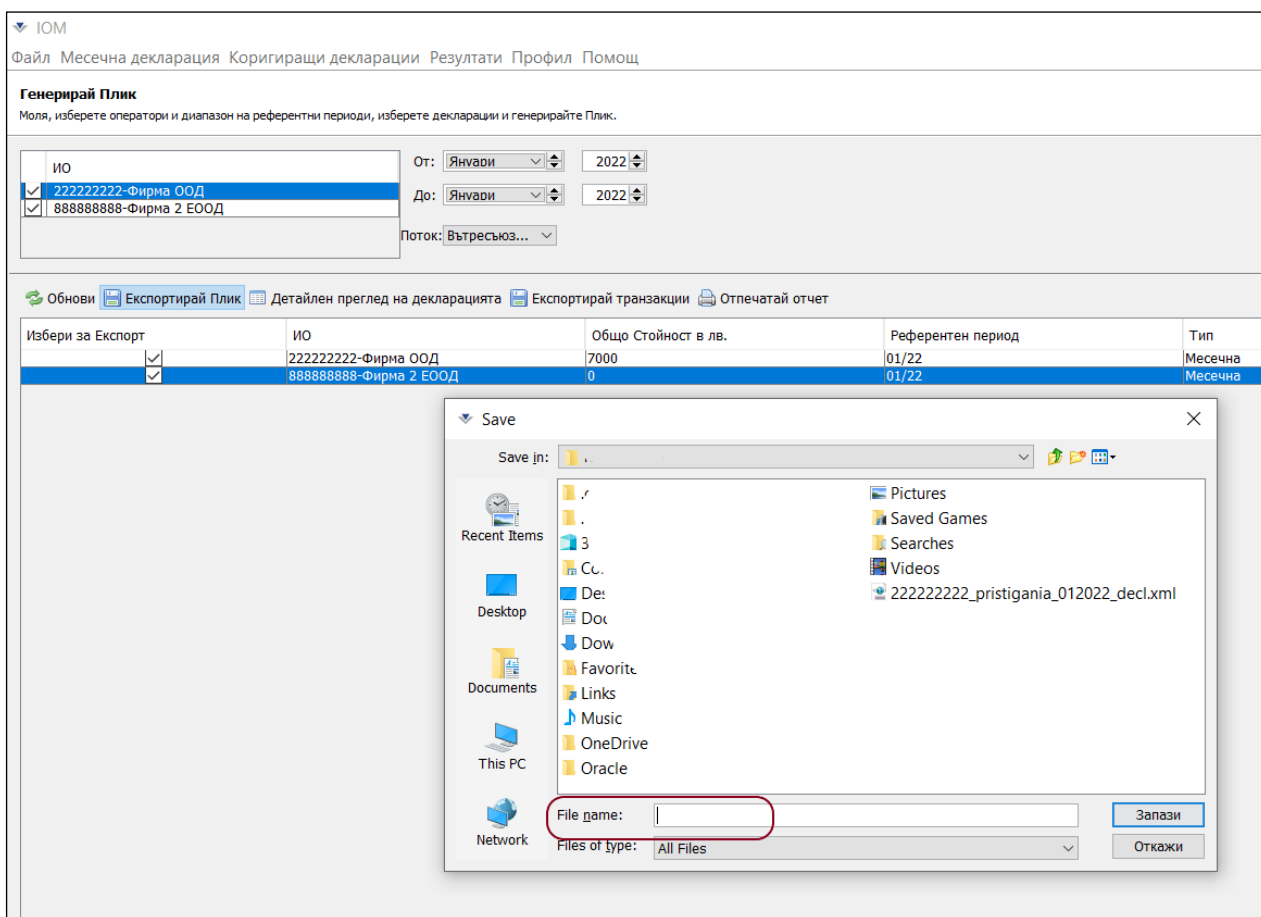 IOM
Файл Месечна декларация Коригиращи декларации Резултати Профил Помощ
Генерирай Плик
Моля, изберете оператори и диапазон на референтни периоди, изберете декларации и генерирайте Плик.
ИО
222222222-Фирма ООД
888888888-Фирма 2 ЕООД
От: Януари 2022
До: Януари 2022
Поток: Вътресъюз...
Обнови Експортирай Плик Детайлен преглед на декларацията Експортирай транзакции Отпечатай отчет
Избери за Експорт ИО Общо Стойност в лв. Референтен период Тип
222222222-Фирма ООД 7000 01/22 Месечна
888888888-Фирма 2 ЕООД 0 01/22 Месечна
Save
Save in:
Recent Items
Desktop
Documents
This PC
Network
3
Links
Music
OneDrive
Oracle
Pictures
Saved Games
Searches
Videos
222222222_pristigania_012022_decl.xml
File name:
Запази
Files of type: All Files
Откажи